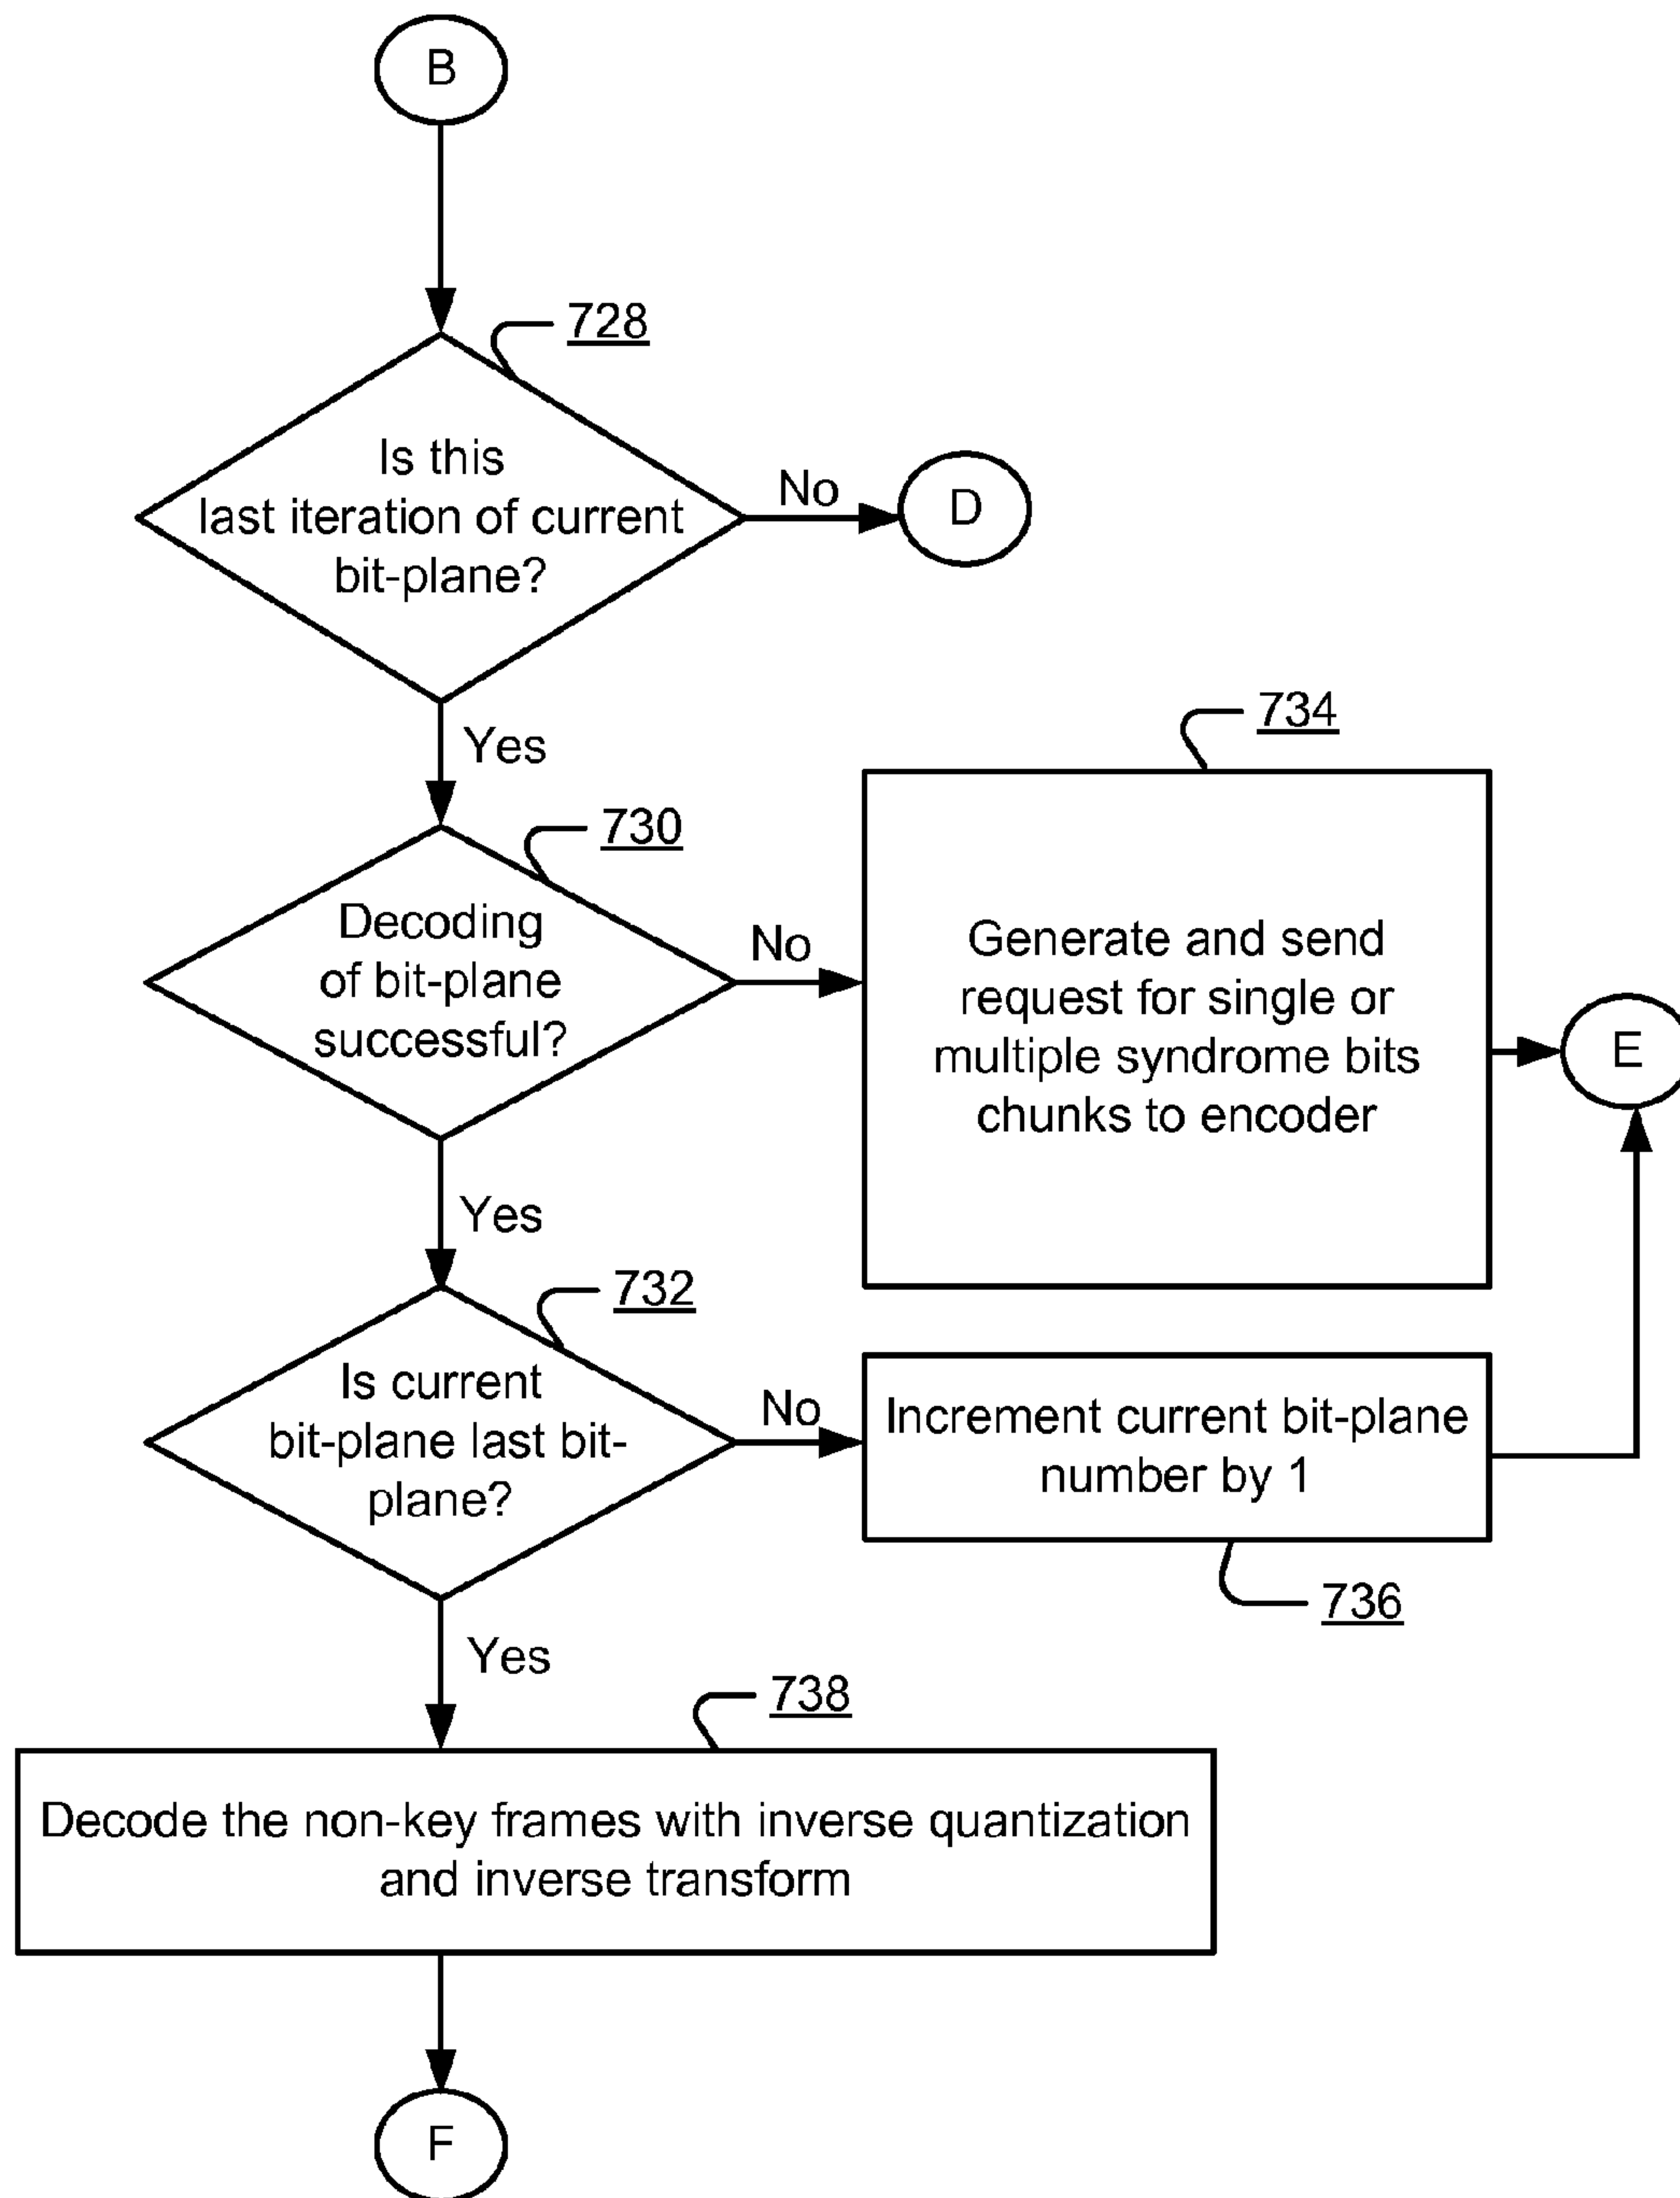 B
728
Is this
last iteration of current
bit-plane?
No
D
Yes
734
730
Decoding
of bit-plane
successful?
No
Generate and send
request for single or
multiple syndrome bits
chunks to encoder
E
Yes
732
Is current
bit-plane last bit-
plane?
No
Increment current bit-plane
number by 1
736
Yes
738
Decode the non-key frames with inverse quantization
and inverse transform
F